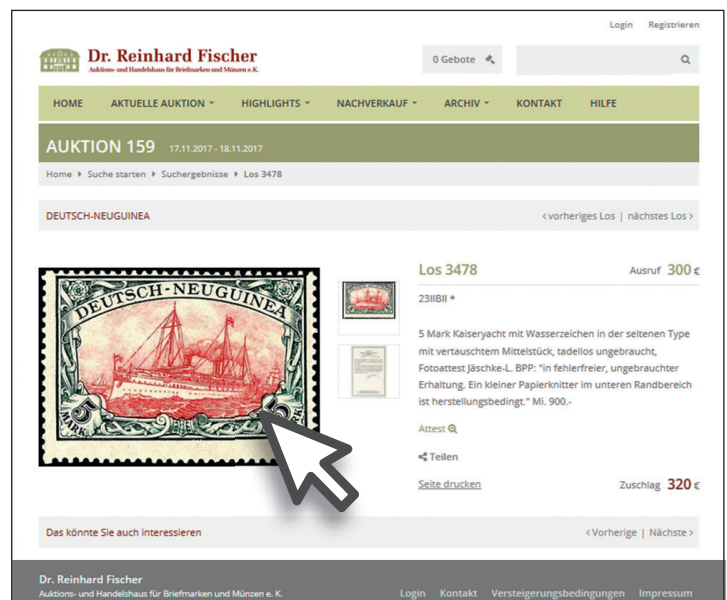 Login Registrieren
Dr. Reinhard Fischer
Auktions- und Handelshaus für Briefmarken und Münzen e.K.
0 Gebote
HOME AKTUELLE AUKTION HIGHLIGHTS NACHVERKAUF ARCHIV KONTAKT HILFE
AUKTION 159 17.11.2017 - 18.11.2017
Home Suche starten Suchergebnisse Los 3478
DEUTSCH-NEUGUINEA
‹ vorheriges Los | nächstes Los ›
DEUTSCH-NEUGUINEA
5 MARK
5
Los 3478
Ausruf 300 €
23IIBII *
5 Mark Kaiseryacht mit Wasserzeichen in der seltenen Type
mit vertauschtem Mittelstück, tadellos ungebraucht,
Fotoattest Jäschke-L. BPP: "in fehlerfreier, ungebrauchter
Erhaltung. Ein kleiner Papierknitter im unteren Randbereich
ist herstellungsbedingt." Mi. 900.-
Attest
Teilen
Seite drucken
Zuschlag 320 €
Das könnte Sie auch interessieren
‹ Vorherige | Nächste ›
Dr. Reinhard Fischer
Auktions- und Handelshaus für Briefmarken und Münzen e. K.
Login Kontakt Versteigerungsbedingungen Impressum